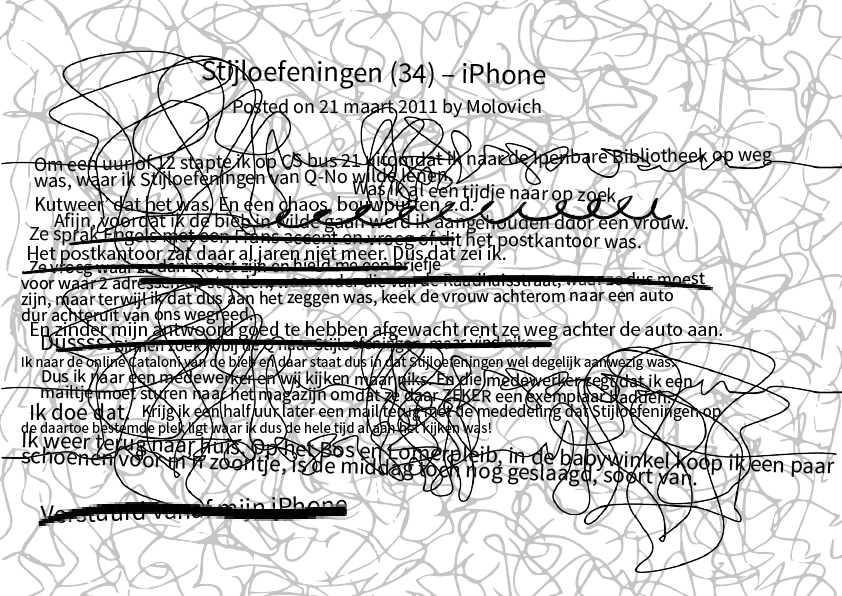 Stijloefeningen (34) – iPhone
Posted on 21 maart 2011 by Molovich
Om een uur of 12 stapte ik op CS bus 21 uit omdat ik naar de Openbare Bibliotheek op weg
was, waar ik Stijloefeningen van Q-No wilde lenen.
Was ik al een tijdje naar op zoek.
Kutweer dat het was! En een chaos, bouwputten e.d.
Afijn, voordat ik de bieb in wilde gaan werd ik aangehouden door een vrouw.
Ze sprak Engels met een Frans accent en vroeg of dit het postkantoor was.
Het postkantoor zat daar al jaren niet meer. Dus dat zei ik.
Ze vroeg waar ze dan moest zijn en hield me een briefje
voor waar 2 adressen op stonden, waaronder die van de Raadhuisstraat, waar ze dus moest
zijn, maar terwijl ik dat dus aan het zeggen was, keek de vrouw achterom naar een auto
dur achteruit van ons wegreed.
En zinder mijn antwoord goed te hebben afgewacht rent ze weg achter de auto aan.
Dussss, binnen zoek ik bij de Q naar Stijloefeningen, maar vind niks.
Ik naar de online Cataloni van de bieb en daar staat dus in dat Stijloefeningen wel degelijk aanwezig was.
Dus ik naar een medewerker en wij kijken maar niks. En die medewerker zegt dat ik een
mailtje moet sturen naar het magazijn omdat ze daar ZEKER een exemplaar hadden.
Ik doe dat. Krijg ik een half uur later een mail terug met de mededeling dat Stijloefeningen op
de daartoe bestemde plek ligt waar ik dus de hele tijd al aan het kijken was!
Ik weer terug naar huis. Op het Bos en Lomerpleib, in de babywinkel koop ik een paar
schoenen voor m'n zoontje, is de middag toch nog geslaagd, soort van.
Verstuurd vanaf mijn iPhone